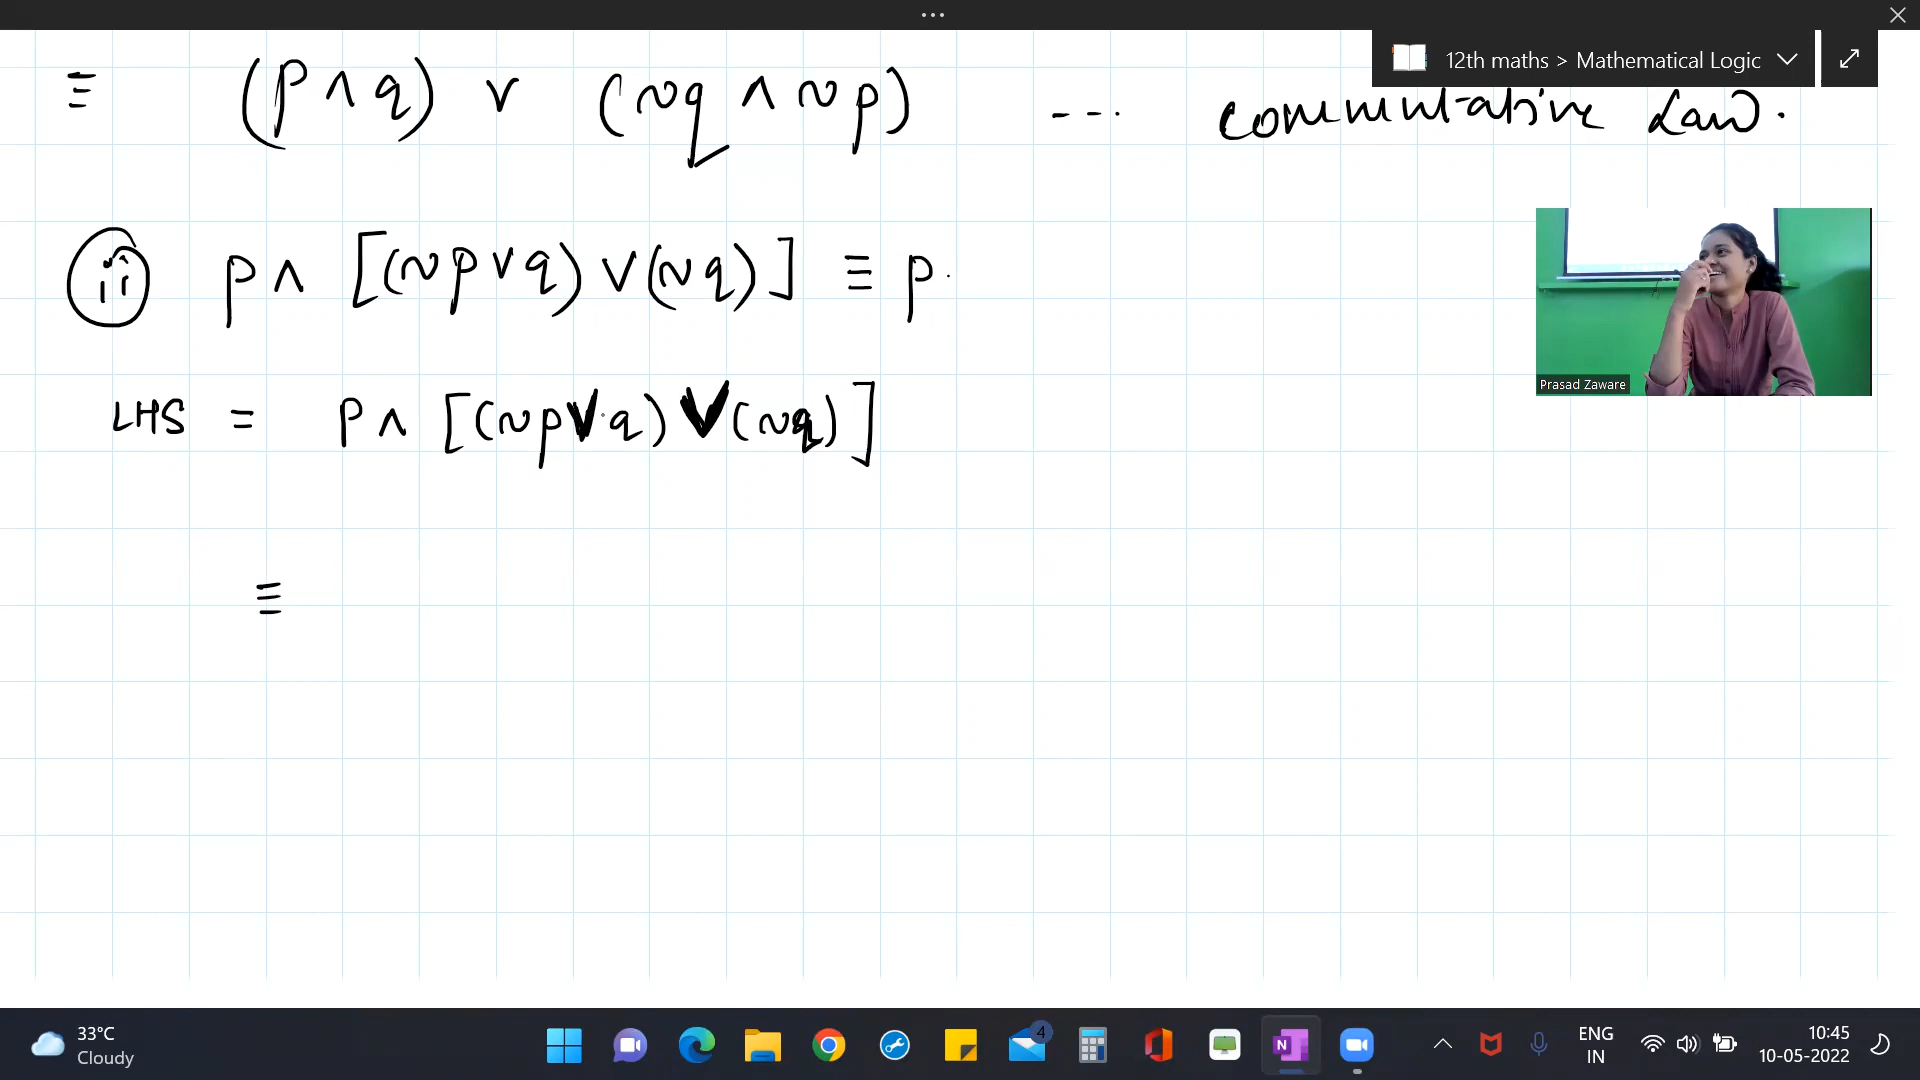 12th maths > Mathematical Logic
≡ (p ∧ q) ∨ (~q ∧ ~p) --- commutative Law.
ii p ∧ [(~p ∨ q) ∨ (~q)] ≡ p.
Prasad Zaware
LHS = p ∧ [(~p ∨ q) ∨ (~q)]
≡
33°C
Cloudy
4
ENG
IN
10:45
10-05-2022